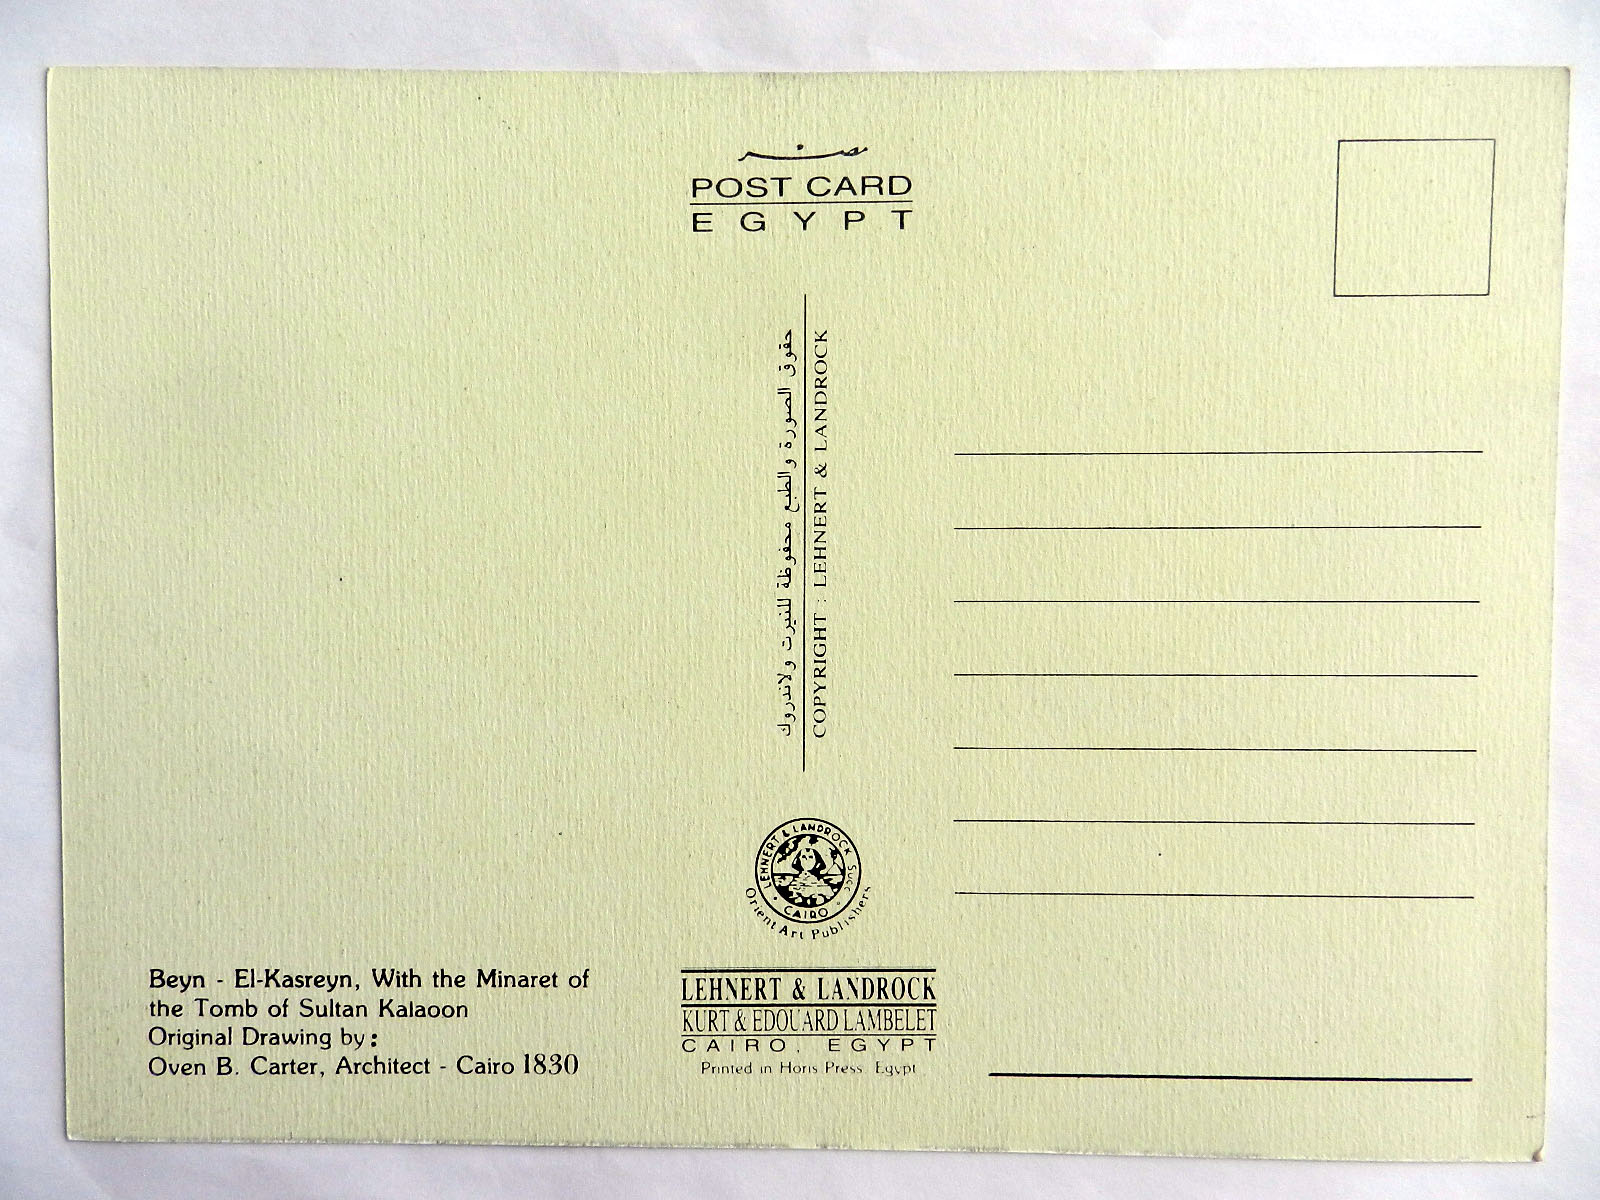 مصر
POST CARD
EGYPT
حقوق الصورة والطبع محفوظة للنيرت ولاندروك
COPYRIGHT : LEHNERT & LANDROCK
LEHNERT & LANDROCK SUCC
CAIRO
Orient Art Publishers
Beyn - El-Kasreyn, With the Minaret of
the Tomb of Sultan Kalaoon
Original Drawing by:
Oven B. Carter, Architect - Cairo 1830
LEHNERT & LANDROCK
KURT & EDOUARD LAMBELET
CAIRO, EGYPT
Printed in Horis Press Egypt